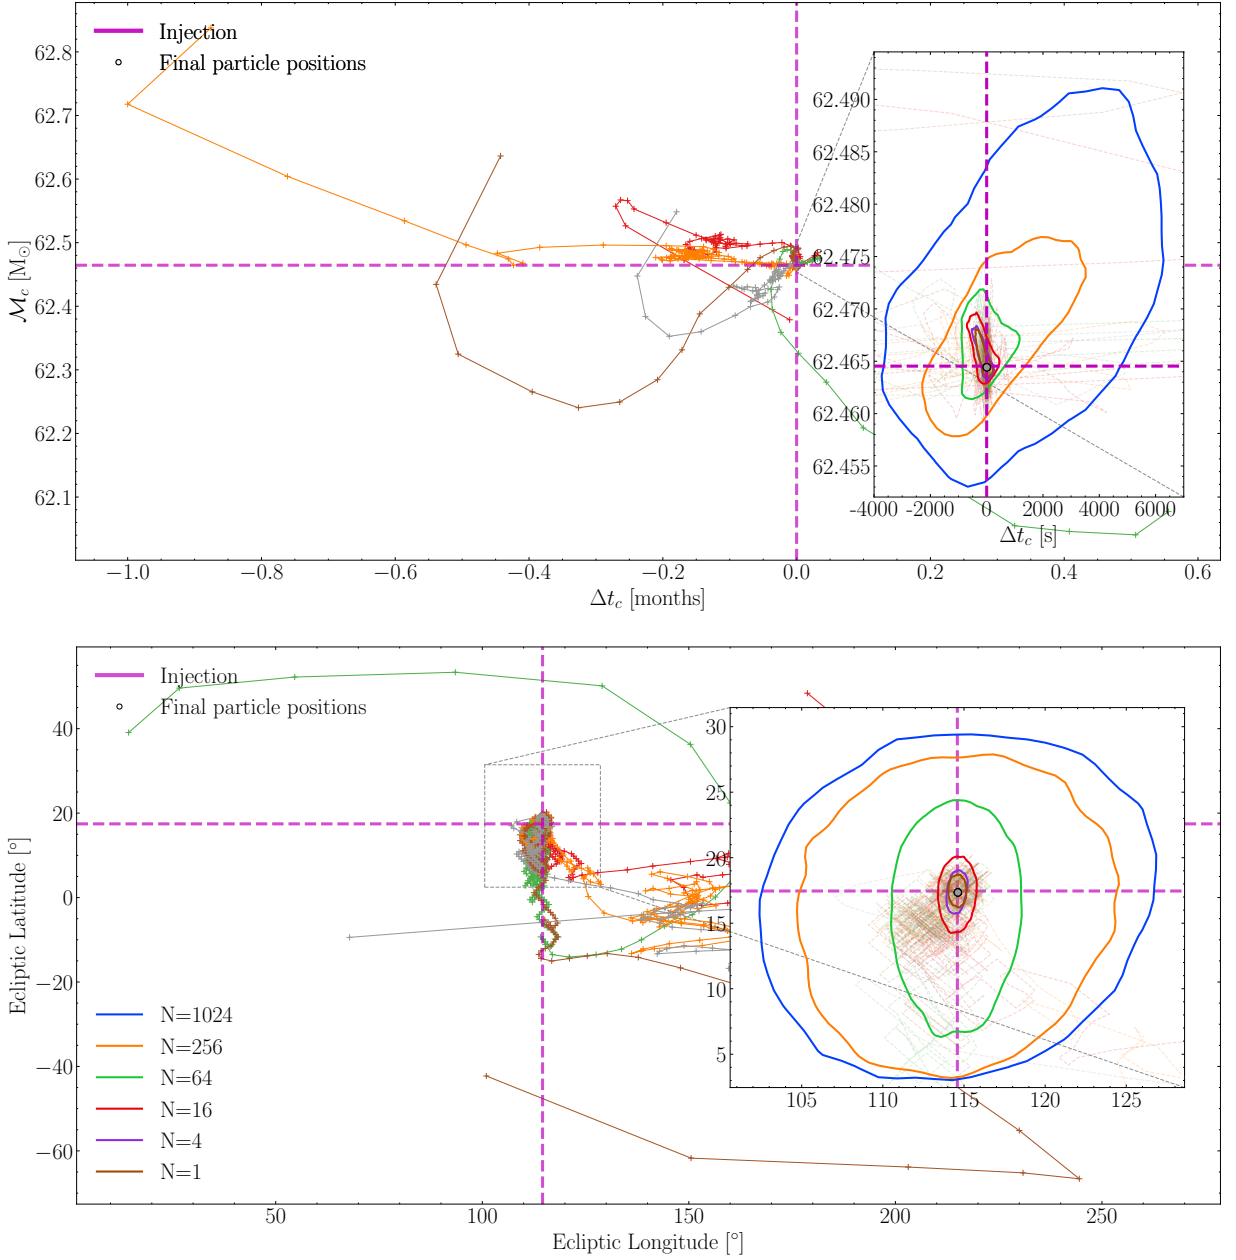 Injection
Final particle positions
62.8
62.7
62.6
62.5
62.4
62.3
62.2
62.1
𝓜c [M⊙]
62.490
62.485
62.480
62.475
62.470
62.465
62.460
62.455
-4000 -2000 0 2000 4000 6000
Δtc [s]
−1.0 −0.8 −0.6 −0.4 −0.2 0.0 0.2 0.4 0.6
Δtc [months]
Injection
Final particle positions
40
20
0
−20
−40
−60
Ecliptic Latitude [°]
30
25
20
15
10
5
105 110 115 120 125
N=1024
N=256
N=64
N=16
N=4
N=1
50 100 150 200 250
Ecliptic Longitude [°]